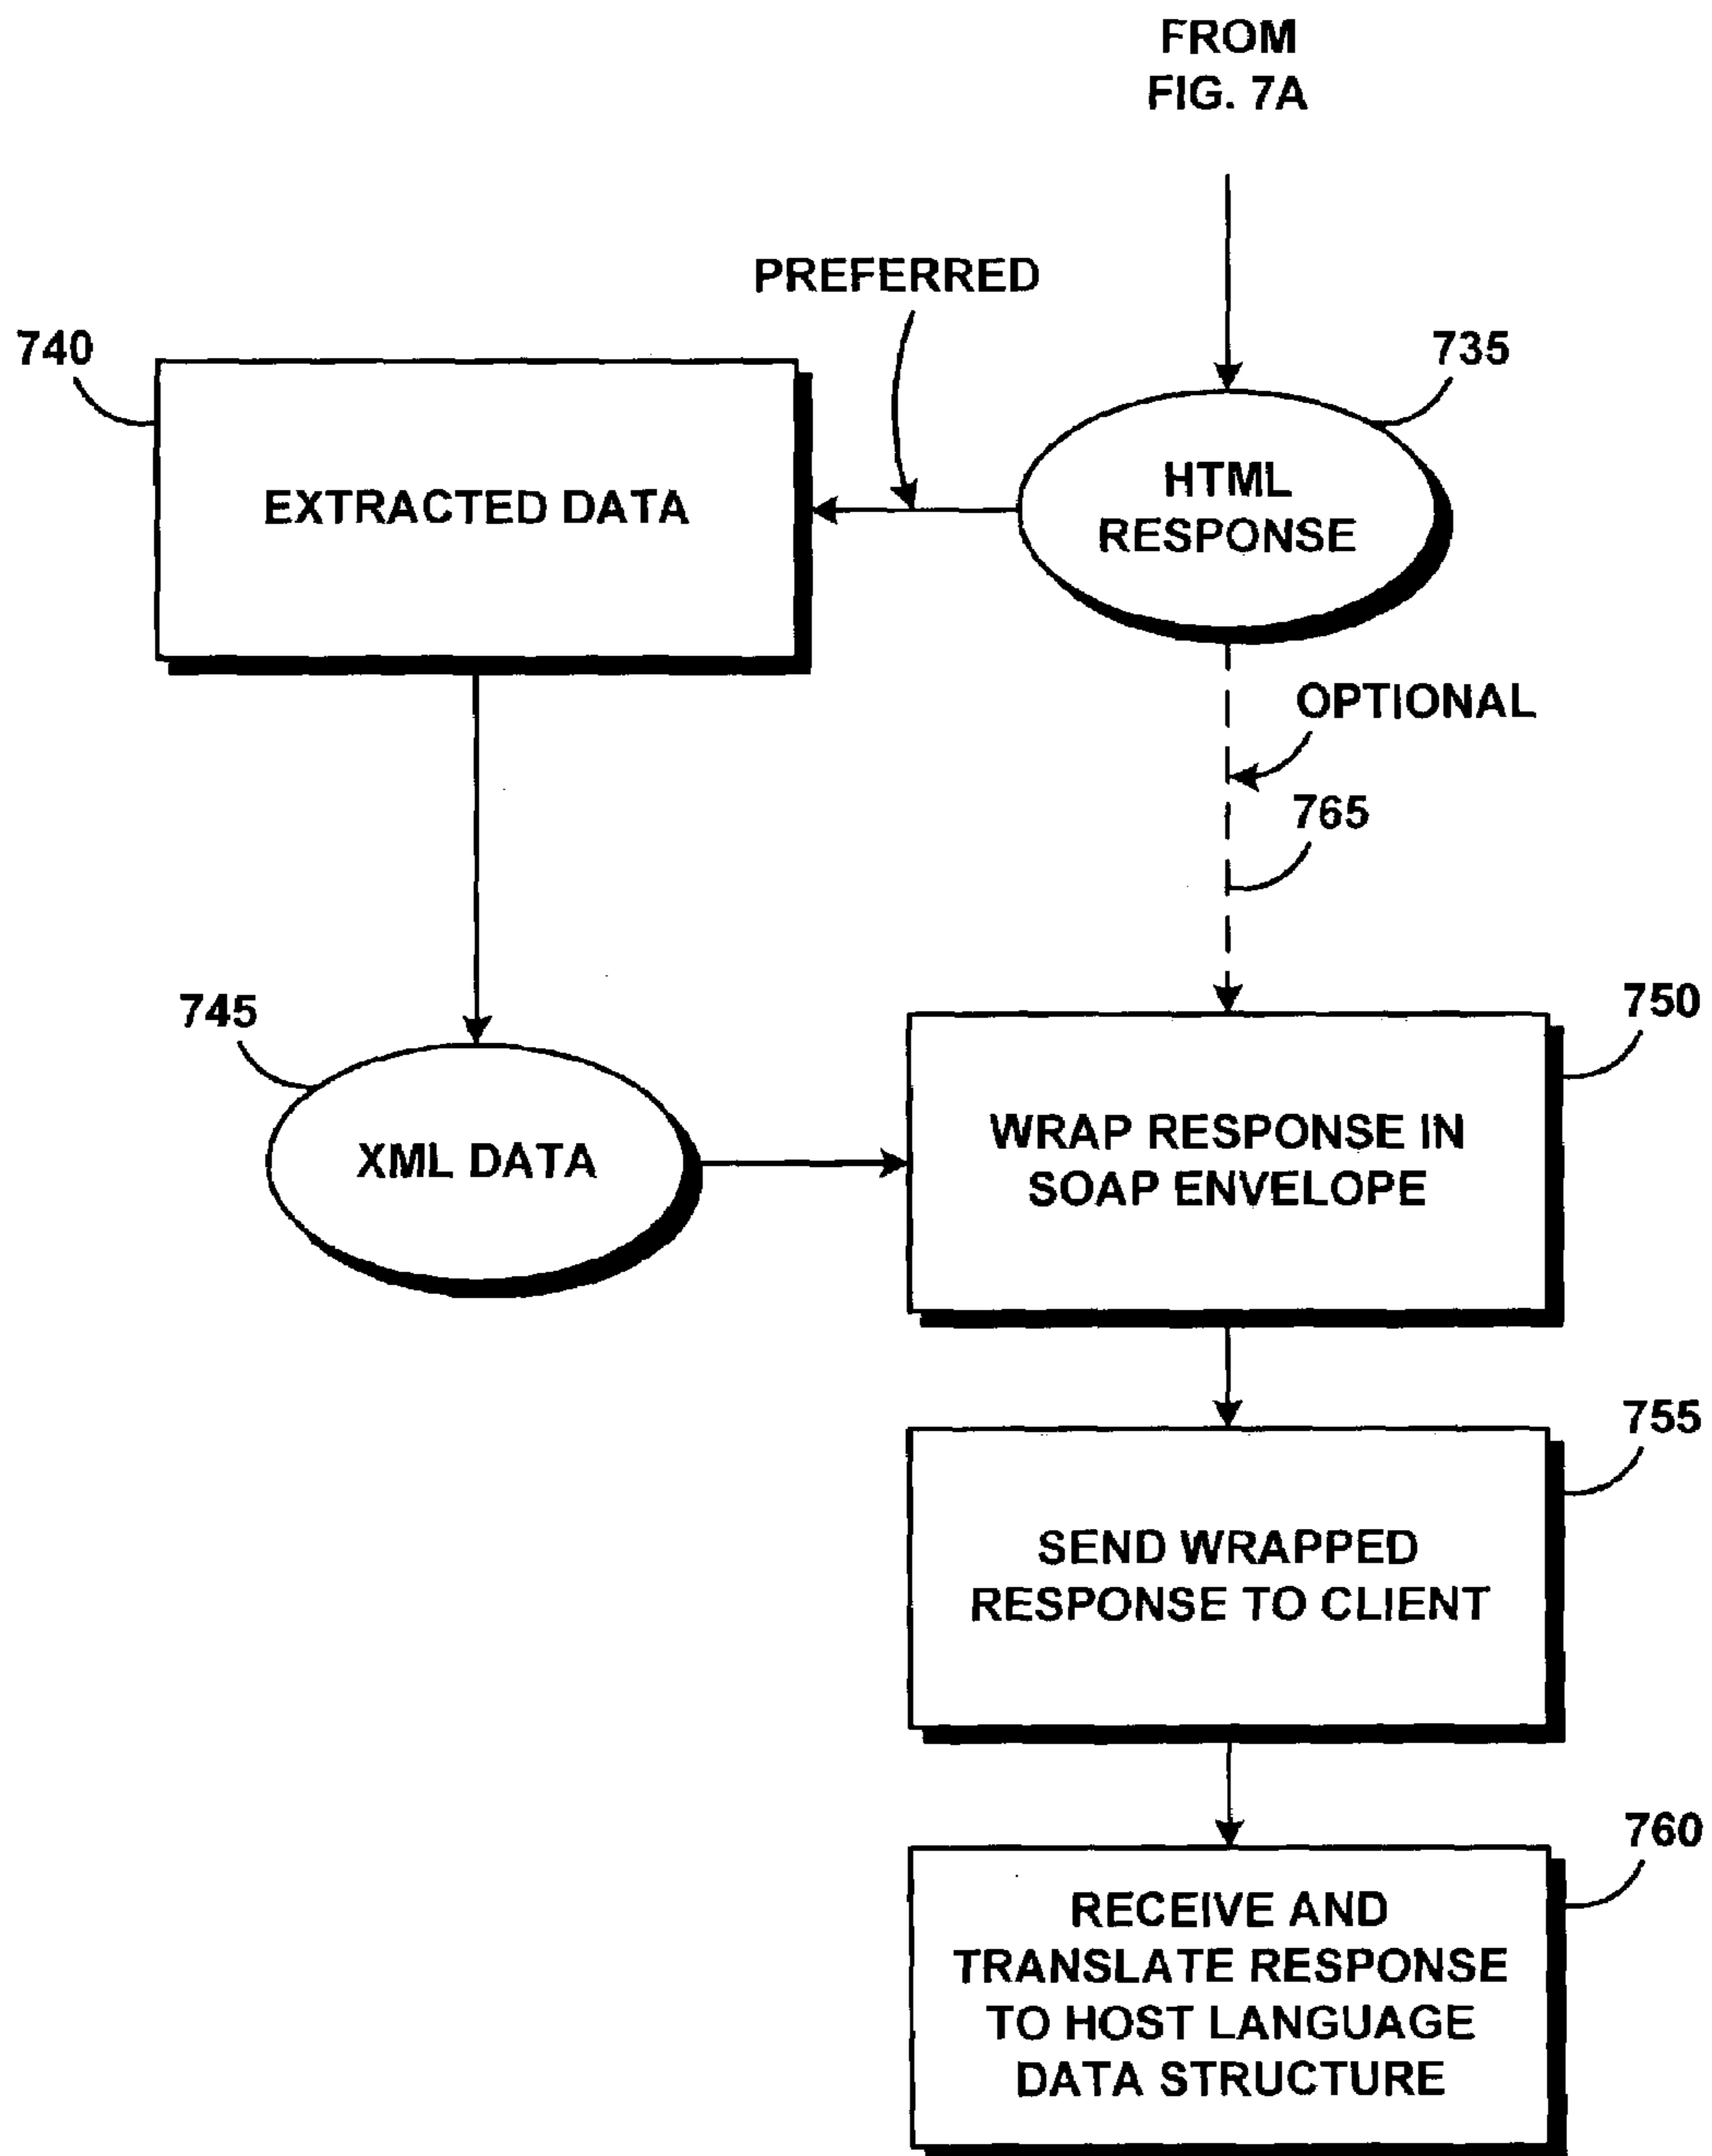 FROM
FIG. 7A
PREFERRED
740
735
EXTRACTED DATA
HTML
RESPONSE
OPTIONAL
765
745
750
XML DATA
WRAP RESPONSE IN
SOAP ENVELOPE
755
SEND WRAPPED
RESPONSE TO CLIENT
760
RECEIVE AND
TRANSLATE RESPONSE
TO HOST LANGUAGE
DATA STRUCTURE